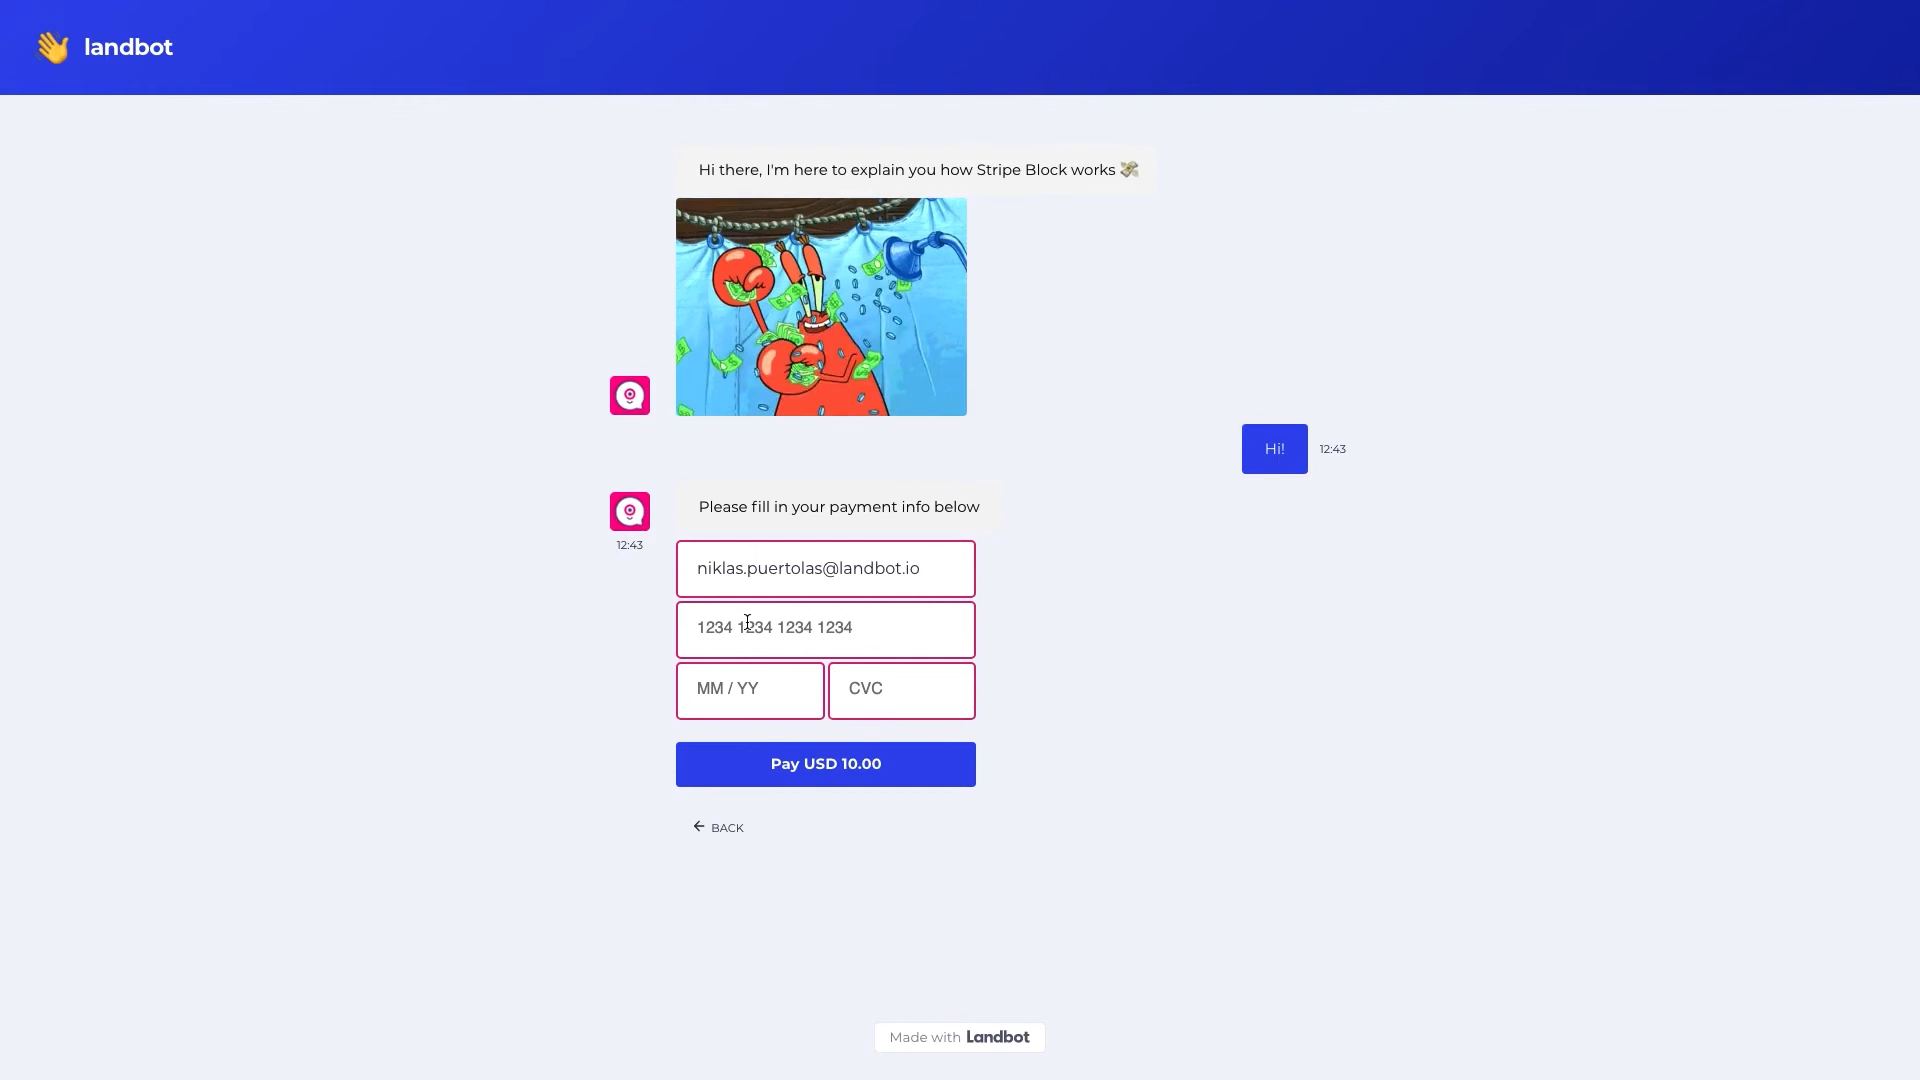 landbot
Hi there, I'm here to explain you how Stripe Block works
Hi!
12:43
Please fill in your payment info below
12:43
niklas.puertolas@landbot.io
1234 1234 1234 1234
MM / YY
CVC
Pay USD 10.00
BACK
Made with Landbot